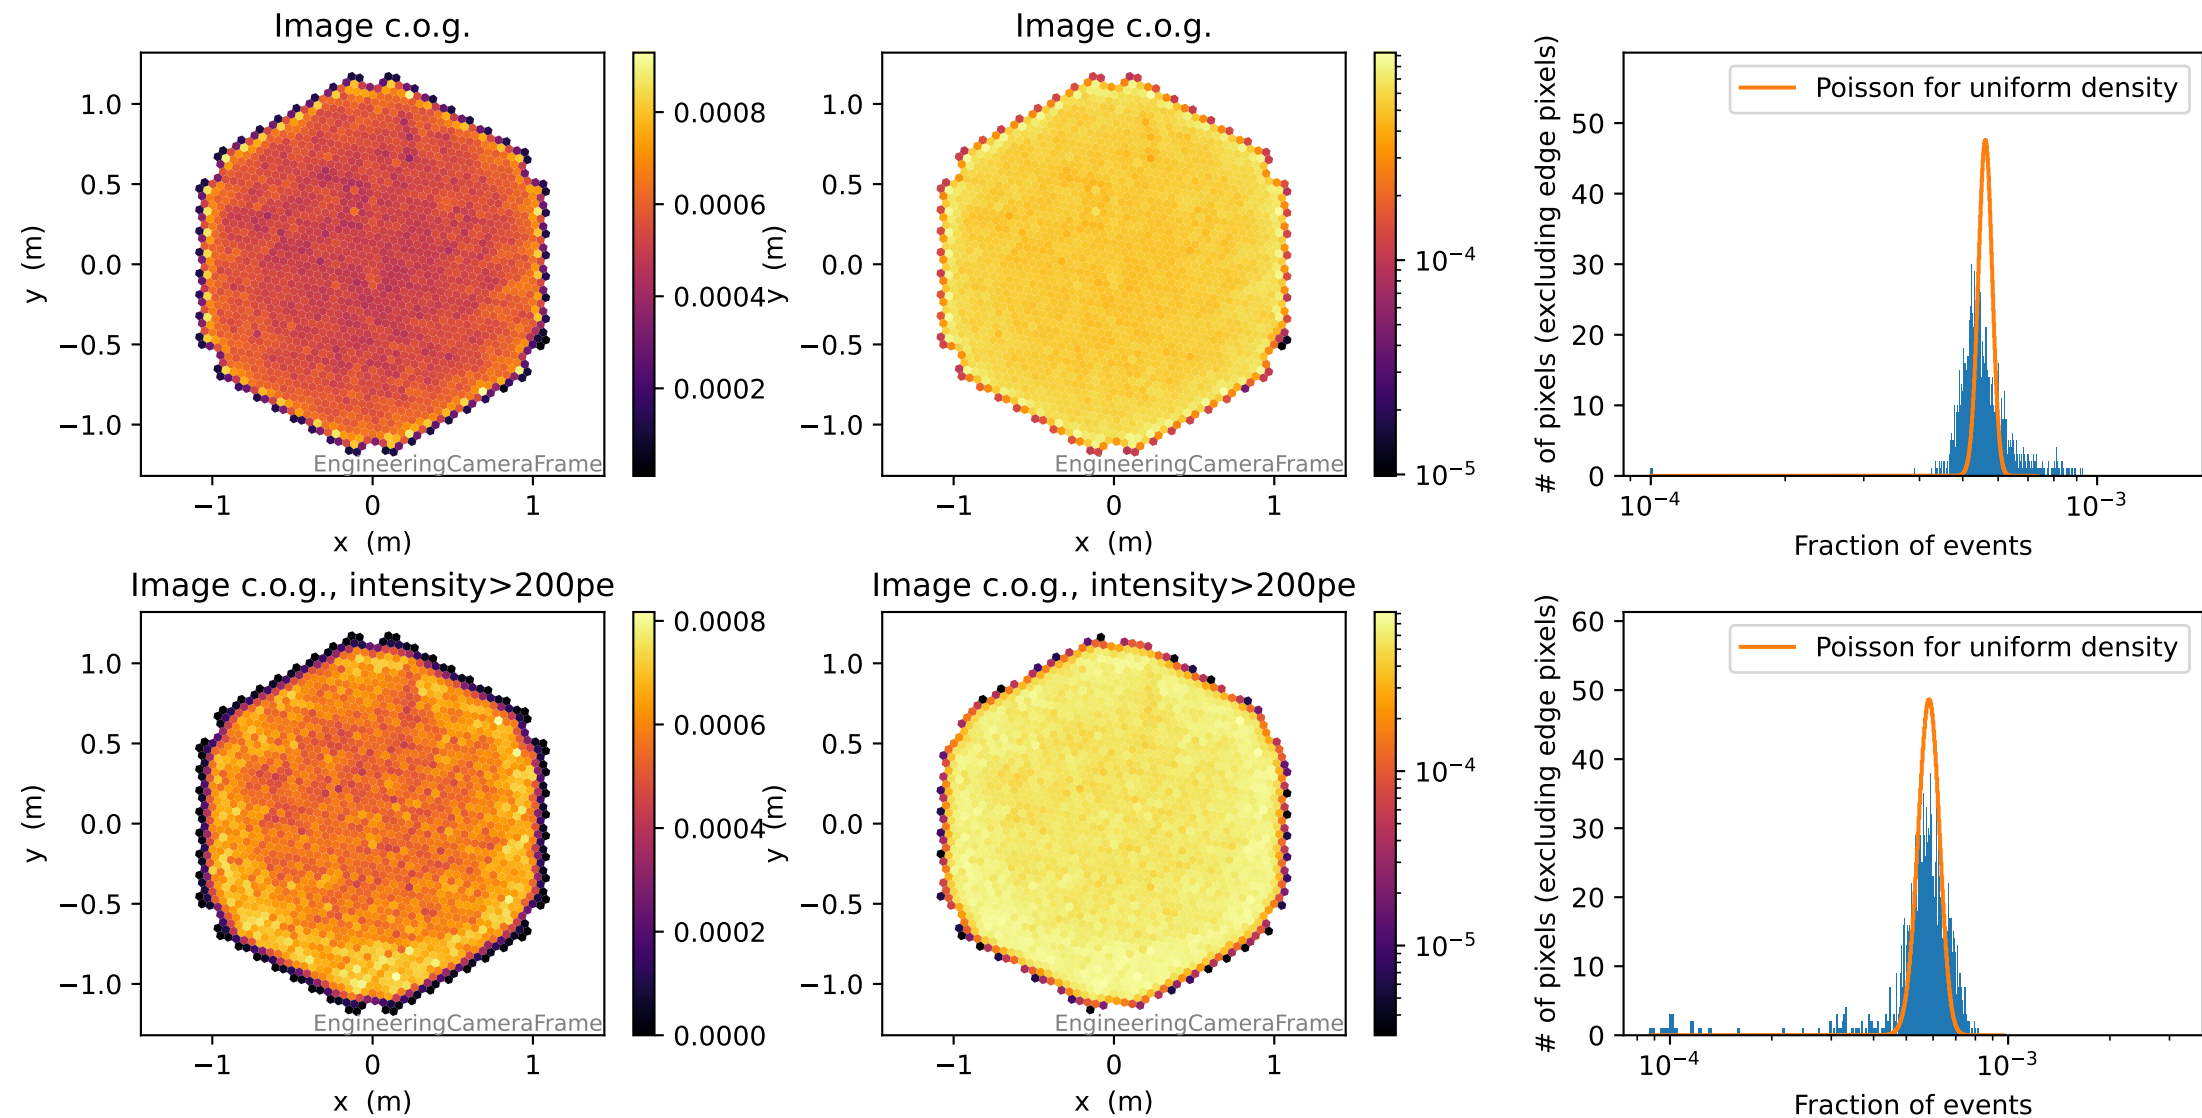 Image c.o.g.
1.0
0.5
0.0
−0.5
−1.0
y (m)
−1
0
1
x (m)
EngineeringCameraFrame
0.0008
0.0006
0.0004
0.0002
Image c.o.g.
1.0
0.5
0.0
−0.5
−1.0
y (m)
−1
0
1
x (m)
EngineeringCameraFrame
10−4
10−5
# of pixels (excluding edge pixels)
50
40
30
20
10
0
Poisson for uniform density
10−4
10−3
Fraction of events
Image c.o.g., intensity>200pe
1.0
0.5
0.0
−0.5
−1.0
y (m)
−1
0
1
x (m)
EngineeringCameraFrame
0.0008
0.0006
0.0004
0.0002
0.0000
Image c.o.g., intensity>200pe
1.0
0.5
0.0
−0.5
−1.0
y (m)
−1
0
1
x (m)
EngineeringCameraFrame
10−4
10−5
# of pixels (excluding edge pixels)
60
50
40
30
20
10
0
Poisson for uniform density
10−4
10−3
Fraction of events